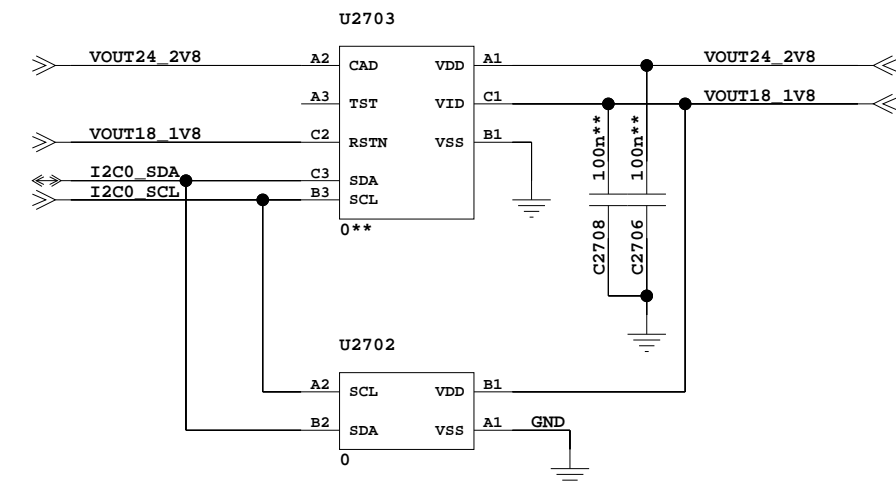 U2703
VOUT24_2V8 A2 CAD VDD A1 VOUT24_2V8
A3 TST VID C1 VOUT18_1V8
VOUT18_1V8 C2 RSTN VSS B1
I2C0_SDA C3 SDA
I2C0_SCL B3 SCL
0**
100n** 100n**
C2708 C2706
U2702
A2 SCL VDD B1
B2 SDA VSS A1 GND
0